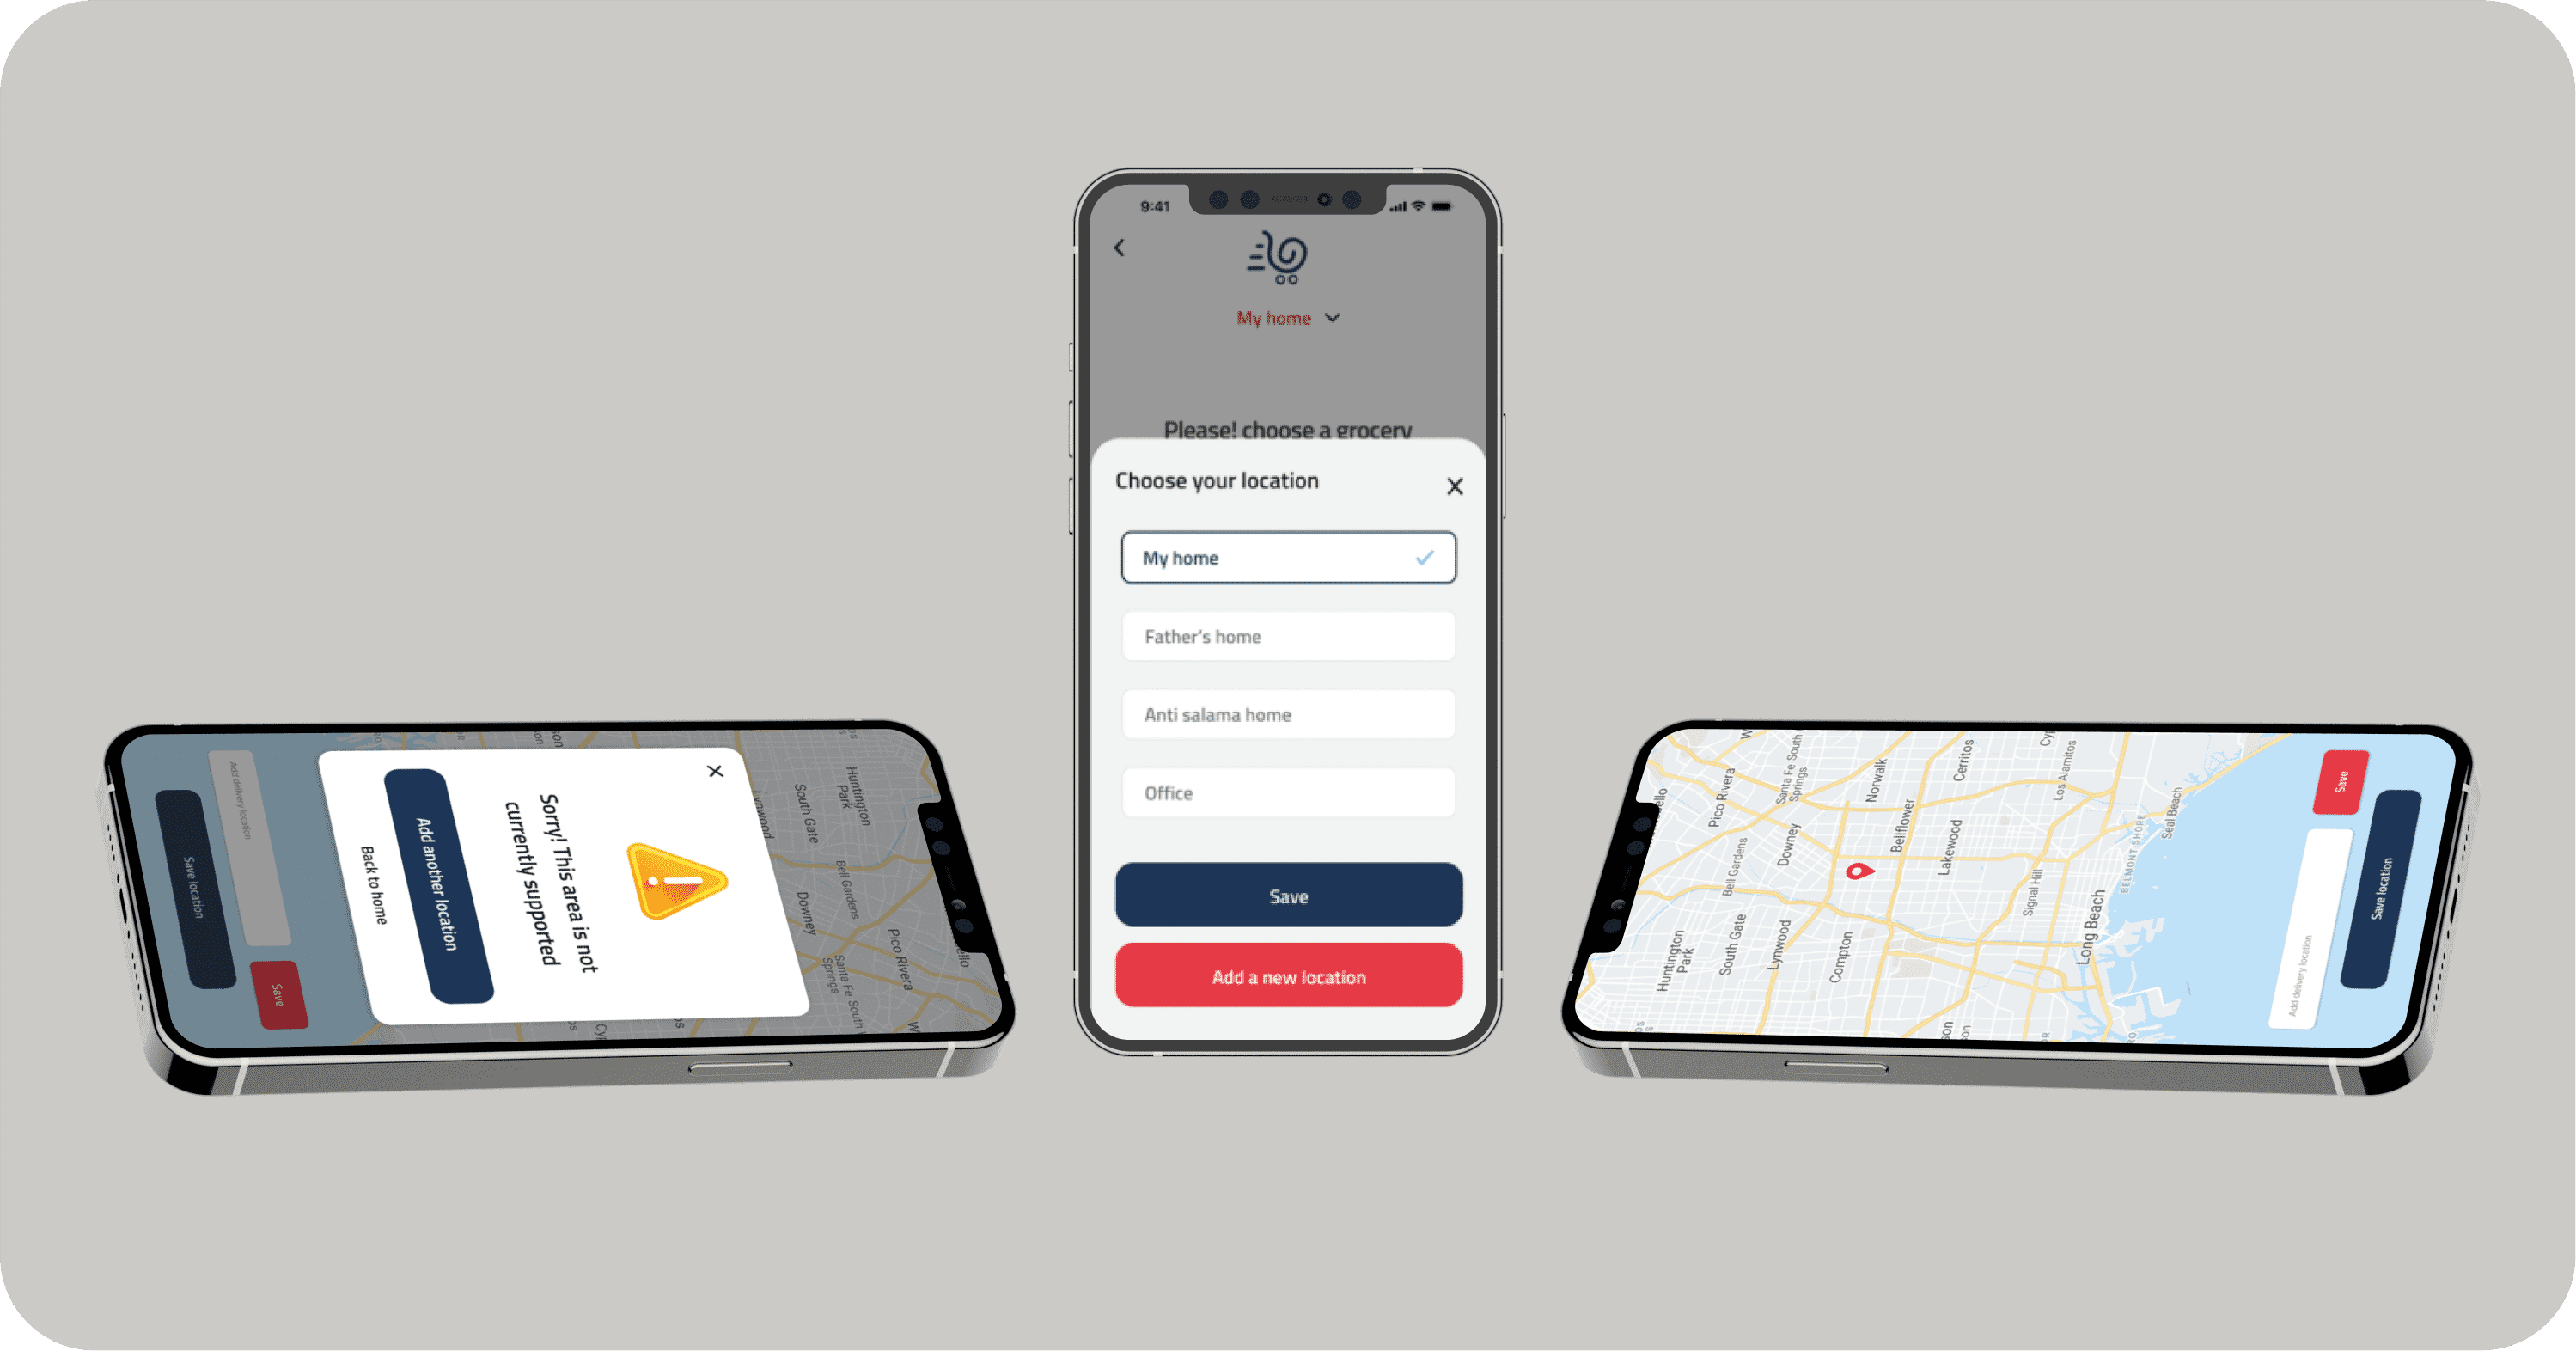 9:41
My home
Please! choose a grocery
Choose your location
My home
Father's home
Anti salama home
Office
Save
Add a new location
Sorry! This area is not
currently supported
Add another location
Back to home
Add delivery location
Save
Save location
Huntington
Park
Lynwood
South Gate
Bell Gardens
Downey
Pico Rivera
Santa Fe
Springs
South
Pico Rivera
Santa Fe
Springs
South
Norwalk
Cerritos
Los Alamitos
Bell Gardens
Downey
Bellflower
Lakewood
Seal Beach
BELMONT SHORE
Signal Hill
Long Beach
Huntington
Park
South Gate
Lynwood
Compton
Add delivery location
Save
Save location